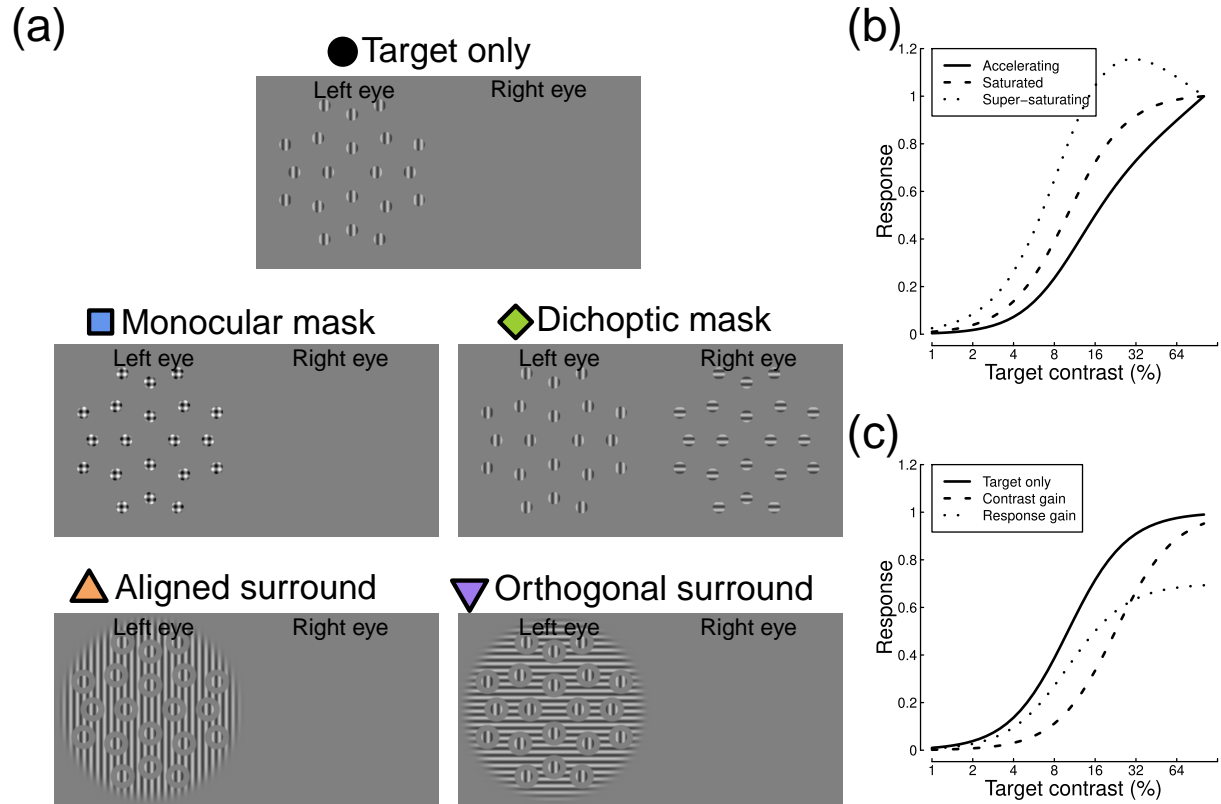 (a)
Target only
Left eye Right eye
Monocular mask
Left eye Right eye
Dichoptic mask
Left eye Right eye
Aligned surround
Left eye Right eye
Orthogonal surround
Left eye Right eye
(b)
Accelerating
Saturated
Super−saturating
Response
0
0.2
0.4
0.6
0.8
1
1.2
1 2 4 8 16 32 64
Target contrast (%)
(c)
Target only
Contrast gain
Response gain
Response
0
0.2
0.4
0.6
0.8
1
1.2
1 2 4 8 16 32 64
Target contrast (%)